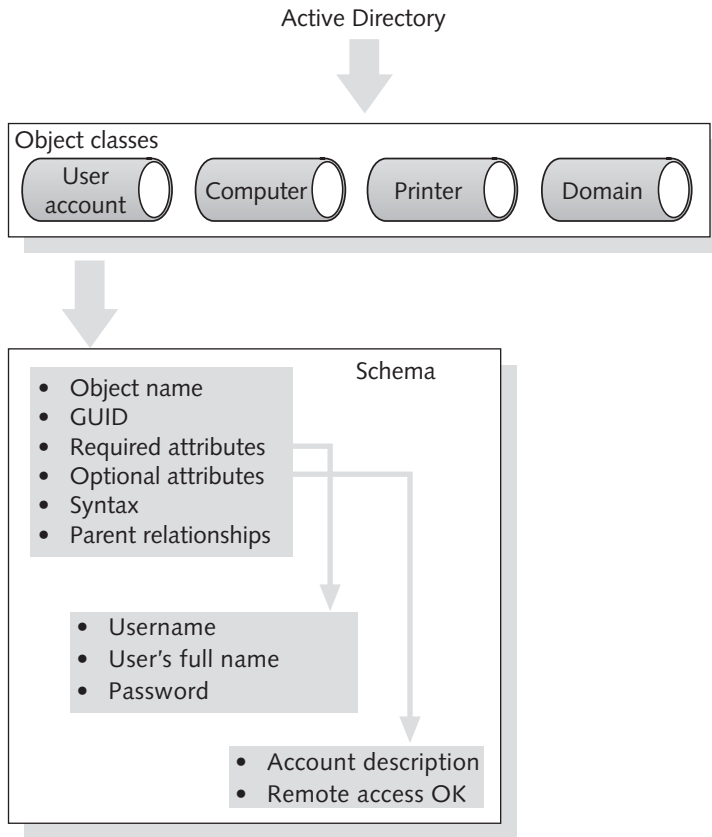 Active Directory
Object classes
User
account
Computer
Printer
Domain
Schema
• Object name
• GUID
• Required attributes
• Optional attributes
• Syntax
• Parent relationships
• Username
• User's full name
• Password
• Account description
• Remote access OK